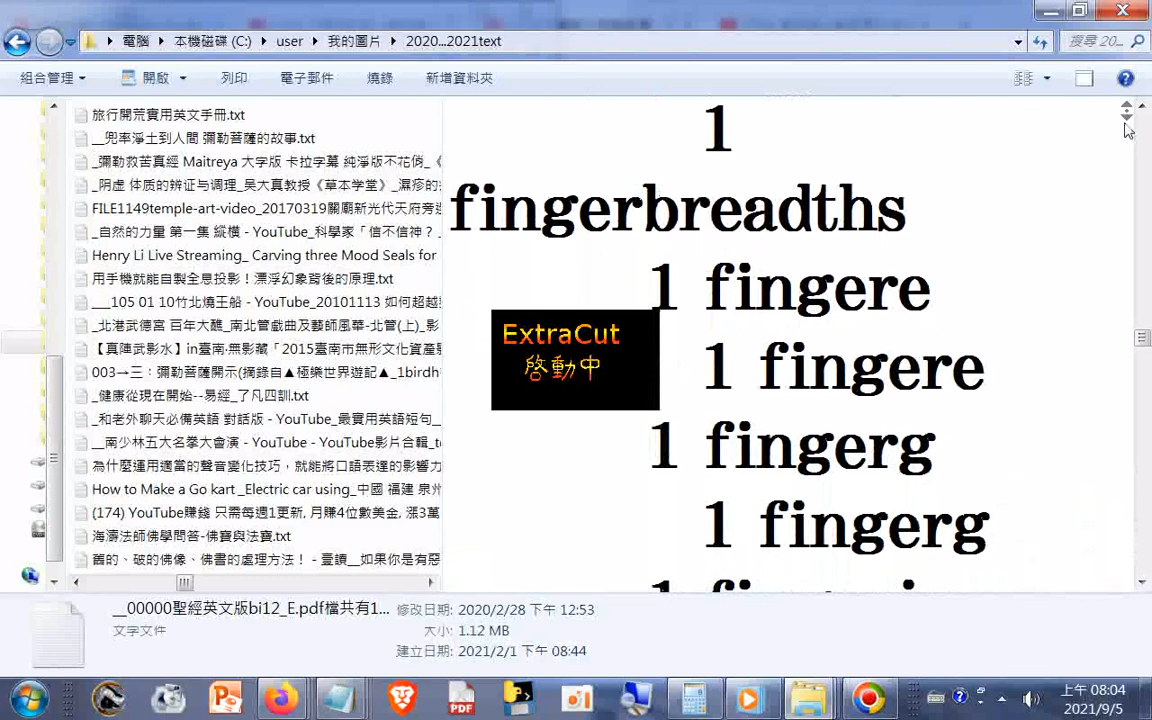 電腦 本機磁碟 (C:) user 我的圖片 2020...2021text
搜尋 20...
組合管理 開啟 列印 電子郵件 燒錄 新增資料夾
旅行開荒實用英文手冊.txt
__兜率淨土到人間 彌勒菩薩的故事.txt
_彌勒救苦真經 Maitreya 大字版 卡拉字幕 純淨版不花俏_《
_阴虚 体质的辨证与调理_吴大真教授《草本学堂》_濕疹的
FILE1149temple-art-video_20170319關廟新光代天府旁
_自然的力量 第一集 縱橫 - YouTube_科學家「信不信神？
Henry Li Live Streaming_ Carving three Mood Seals for
用手機就能自製全息投影！漂浮幻象背後的原理.txt
___105 01 10竹北燒王船 - YouTube_20101113 如何超越
_北港武德宮 百年大醮_南北管戲曲及藝師風華-北管(上)_影
【真陣武影水】in臺南·無影藏「2015臺南市無形文化資產
003→三：彌勒菩薩開示(摘錄自▲極樂世界遊記▲_1birdh
_健康從現在開始--易經_了凡四訓.txt
_和老外聊天必備英語 對話版 - YouTube_最實用英語短句__
__南少林五大名拳大會演 - YouTube - YouTube影片合輯_t
為什麼運用適當的聲音變化技巧，就能將口語表達的影響力
How to Make a Go kart _Electric car using_中國 福建 泉州
(174) YouTube賺錢 只需每週1更新, 月賺4位數美金, 漲3萬
海濤法師佛學問答-佛寶與法寶.txt
舊的、破的佛像、佛書的處理方法！ - 壹讀__如果你是有惡
1
fingerbreadths
1 fingere
1 fingere
1 fingerg
1 fingerg
ExtraCut
啓動中
__00000聖經英文版bi12_E.pdf檔共有1...
文字文件
修改日期: 2020/2/28 下午 12:53
大小: 1.12 MB
建立日期: 2021/2/1 下午 08:44
PDF
上午 08:04
2021/9/5